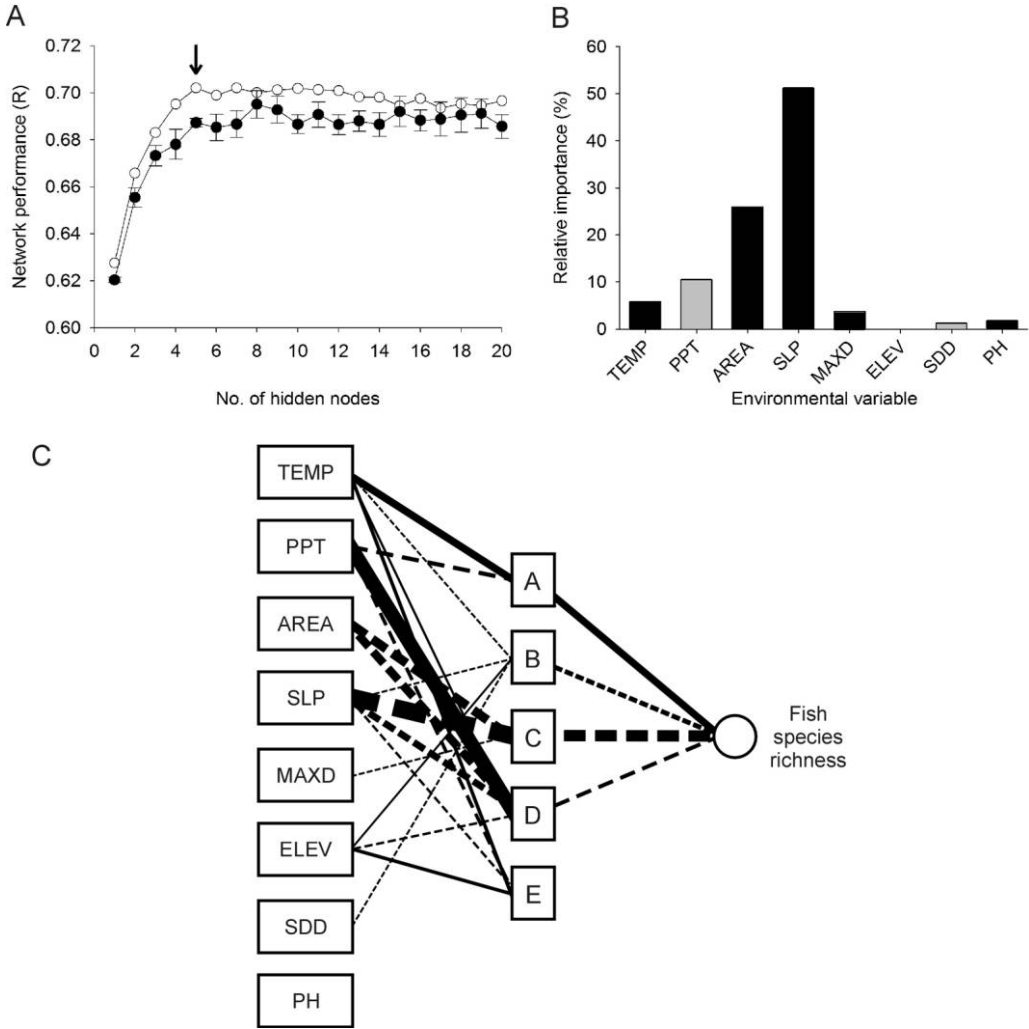 A
0.72
0.70
0.68
0.66
0.64
0.62
0.60
Network performance (R)
0 2 4 6 8 10 12 14 16 18 20
No. of hidden nodes
B
60
50
40
30
20
10
0
Relative importance (%)
TEMP PPT AREA SLP MAXD ELEV SDD PH
Environmental variable
C
TEMP
PPT
AREA
SLP
MAXD
ELEV
SDD
PH
A
B
C
D
E
Fish
species
richness